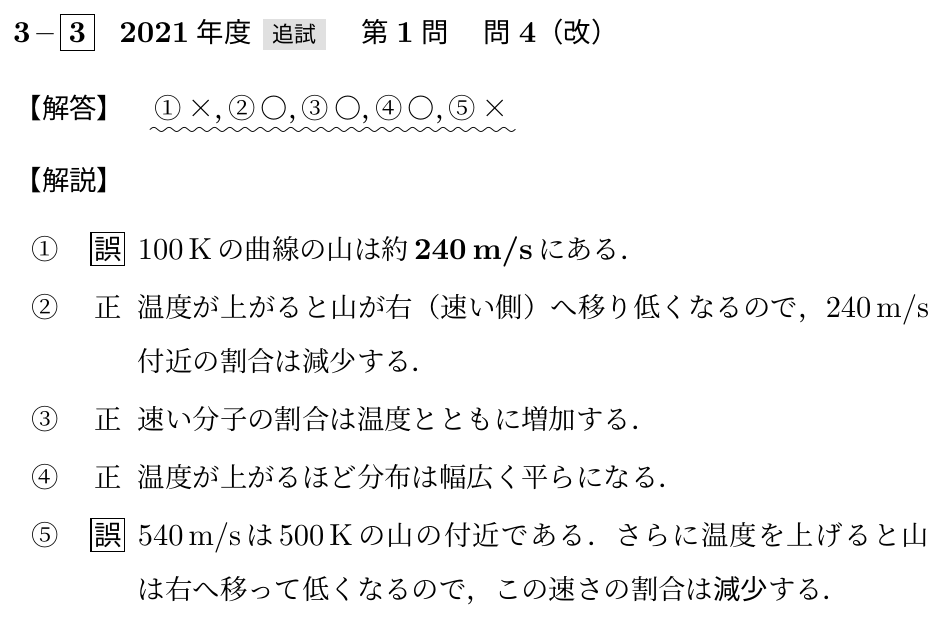 3－3 2021 年度 追試 第 1 問 問 4（改）
【解答】 ① ×, ② ○, ③ ○, ④ ○, ⑤ ×
【解説】
① 誤 100 K の曲線の山は約 240 m/s にある．
② 正 温度が上がると山が右（速い側）へ移り低くなるので，240 m/s
付近の割合は減少する．
③ 正 速い分子の割合は温度とともに増加する．
④ 正 温度が上がるほど分布は幅広く平らになる．
⑤ 誤 540 m/s は 500 K の山の付近である．さらに温度を上げると山
は右へ移って低くなるので，この速さの割合は減少する．